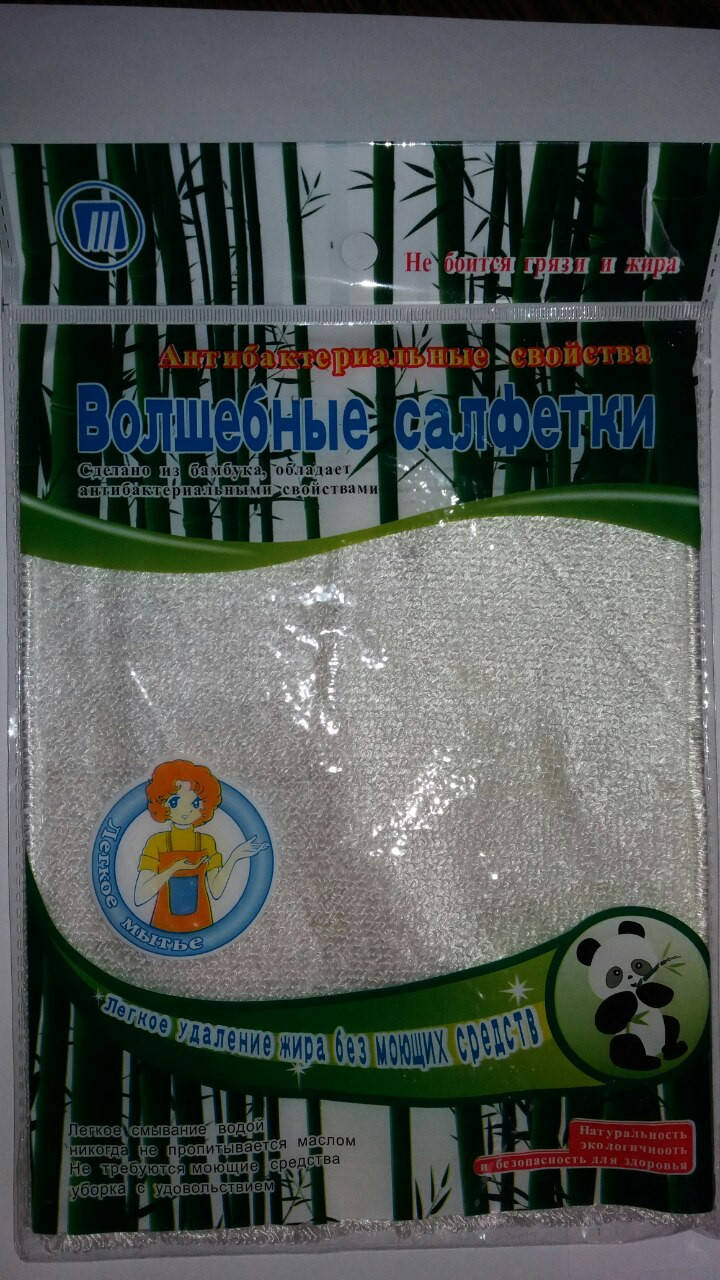 Не боится грязи и жира
Антибактериальные свойства
Волшебные салфетки
Сделано из бамбука, обладает
антибактериальными свойствами
Легкое мытье
Легкое удаление жира без моющих средств
Легкое смывание водой
никогда не пропитывается маслом
Не требуются моющие средства
уборка с удовольствием
Натуральность
экологичнооть
и безопасность для здоровья